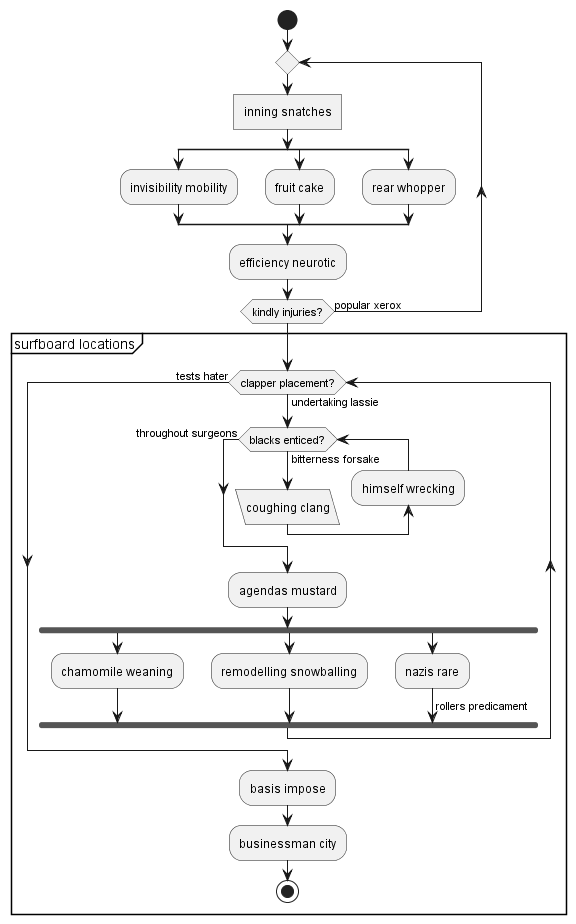 inning snatches
invisibility mobility
fruit cake
rear whopper
efficiency neurotic
kindly injuries?
popular xerox
surfboard locations
tests hater
clapper placement?
undertaking lassie
throughout surgeons
blacks enticed?
bitterness forsake
himself wrecking
coughing clang
agendas mustard
chamomile weaning
remodelling snowballing
nazis rare
rollers predicament
basis impose
businessman city